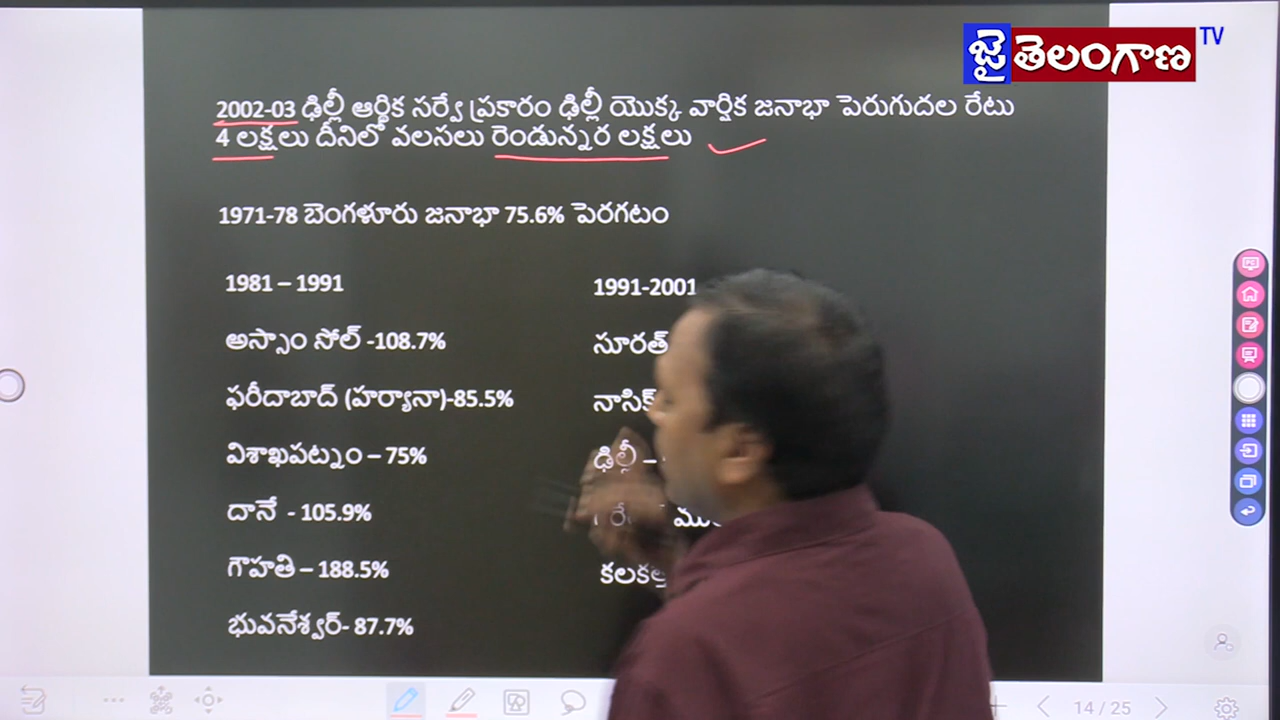 జై తెలంగాణ TV
2002-03 ఢిల్లీ ఆర్థిక సర్వే ప్రకారం ఢిల్లీ యొక్క వార్షిక జనాభా పెరుగుదల రేటు
4 లక్షలు దీనిలో వలసలు రెండున్నర లక్షలు
1971-78 బెంగళూరు జనాభా 75.6% పెరగటం
1981 – 1991
అస్సాం సోల్ -108.7%
ఫరీదాబాద్ (హర్యానా)-85.5%
విశాఖపట్నం – 75%
దానే - 105.9%
గౌహతి – 188.5%
భువనేశ్వర్- 87.7%
1991-2001
సూరత్
నాసిక్
ఢిల్లీ –
14 / 25